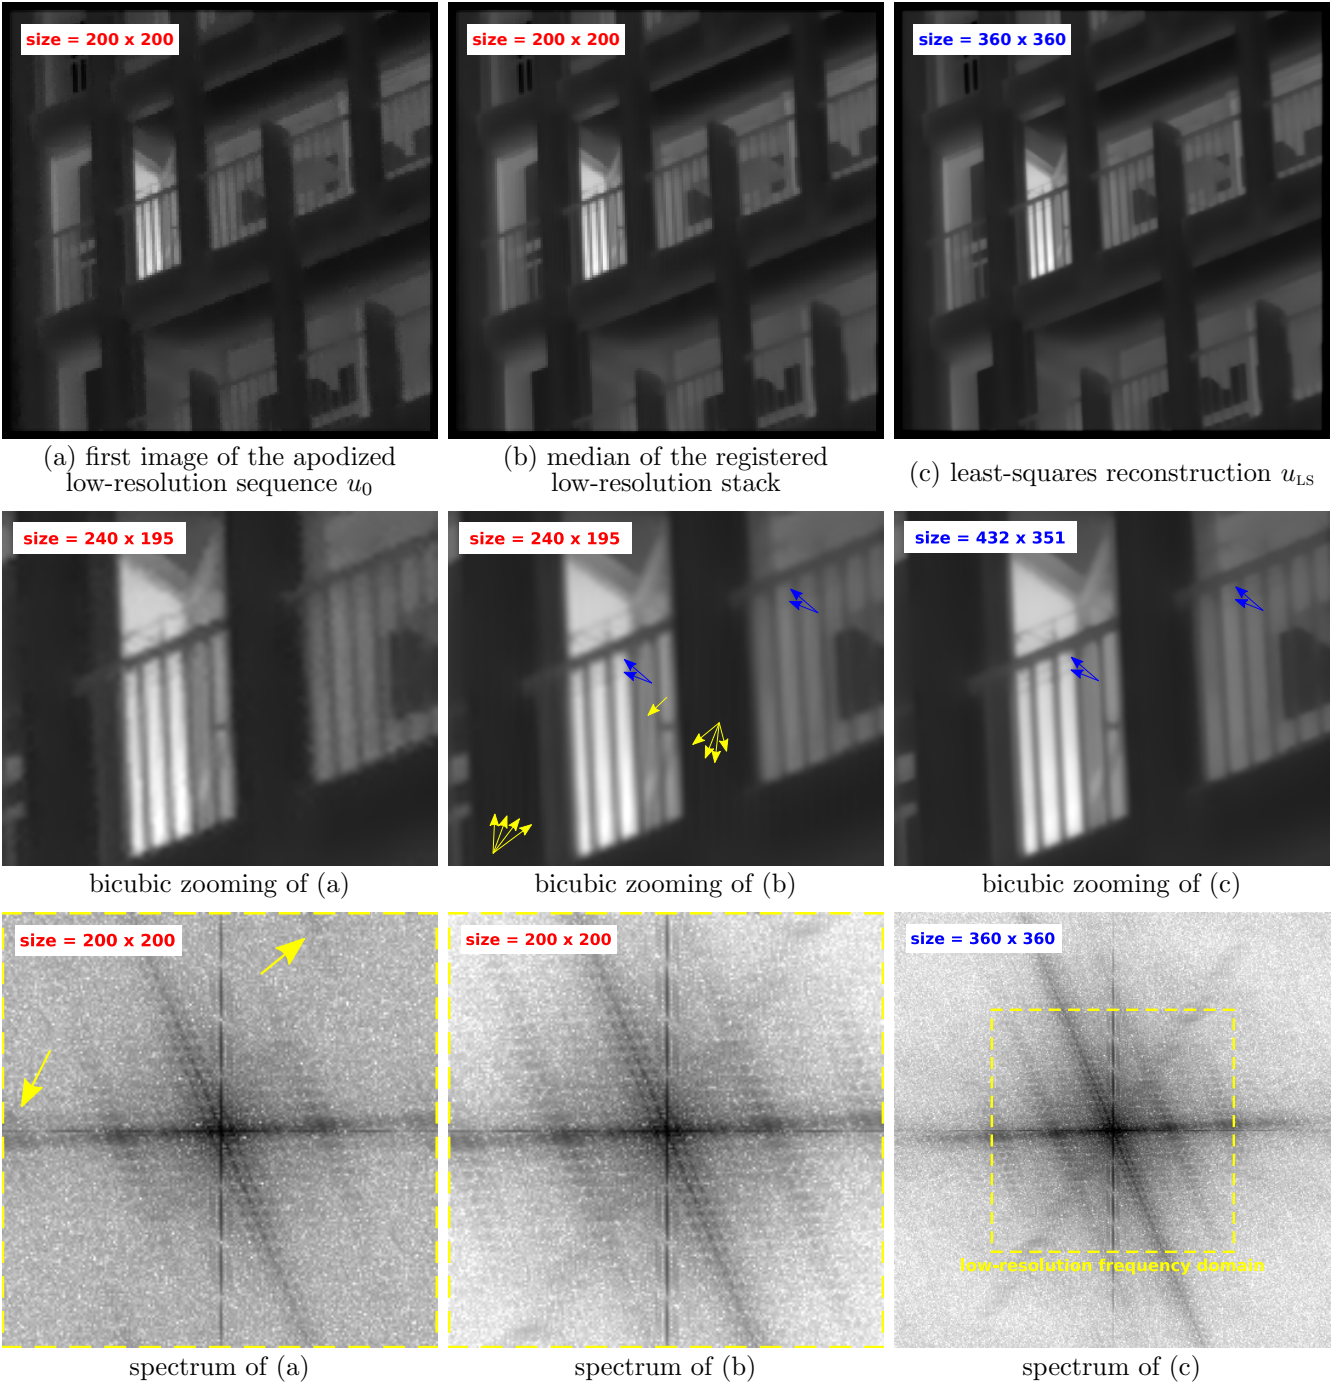 size = 200 x 200
size = 200 x 200
size = 360 x 360
(a) first image of the apodized
low-resolution sequence u₀
(b) median of the registered
low-resolution stack
(c) least-squares reconstruction u_LS
size = 240 x 195
size = 240 x 195
size = 432 x 351
bicubic zooming of (a)
bicubic zooming of (b)
bicubic zooming of (c)
size = 200 x 200
size = 200 x 200
size = 360 x 360
low-resolution frequency domain
spectrum of (a)
spectrum of (b)
spectrum of (c)